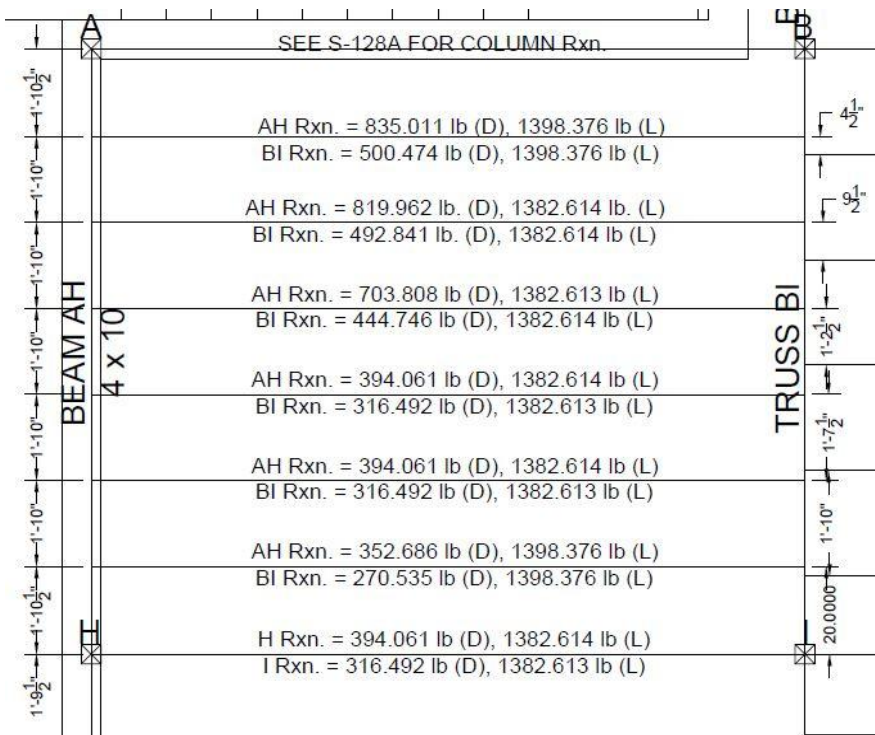 A
B
SEE S-128A FOR COLUMN Rxn.
1'-10½"
AH Rxn. = 835.011 lb (D), 1398.376 lb (L)
4½"
BI Rxn. = 500.474 lb (D), 1398.376 lb (L)
1'-10"
AH Rxn. = 819.962 lb. (D), 1382.614 lb. (L)
9½"
BI Rxn. = 492.841 lb. (D), 1382.614 lb (L)
1'-10"
AH Rxn. = 703.808 lb (D), 1382.613 lb (L)
BI Rxn. = 444.746 lb (D), 1382.614 lb (L)
BEAM AH
4 x 10
TRUSS BI
1'-10"
1'-2½"
AH Rxn. = 394.061 lb (D), 1382.614 lb (L)
BI Rxn. = 316.492 lb (D), 1382.613 lb (L)
1'-10"
1'-7½"
AH Rxn. = 394.061 lb (D), 1382.614 lb (L)
BI Rxn. = 316.492 lb (D), 1382.613 lb (L)
1'-10"
1'-10"
AH Rxn. = 352.686 lb (D), 1398.376 lb (L)
BI Rxn. = 270.535 lb (D), 1398.376 lb (L)
1'-10½"
20.0000
H
I
H Rxn. = 394.061 lb (D), 1382.614 lb (L)
I Rxn. = 316.492 lb (D), 1382.613 lb (L)
1'-9½"